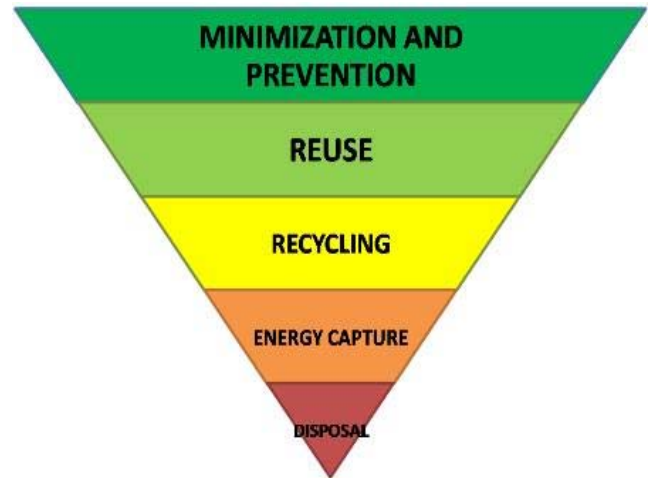 MINIMIZATION AND
PREVENTION
REUSE
RECYCLING
ENERGY CAPTURE
DISPOSAL